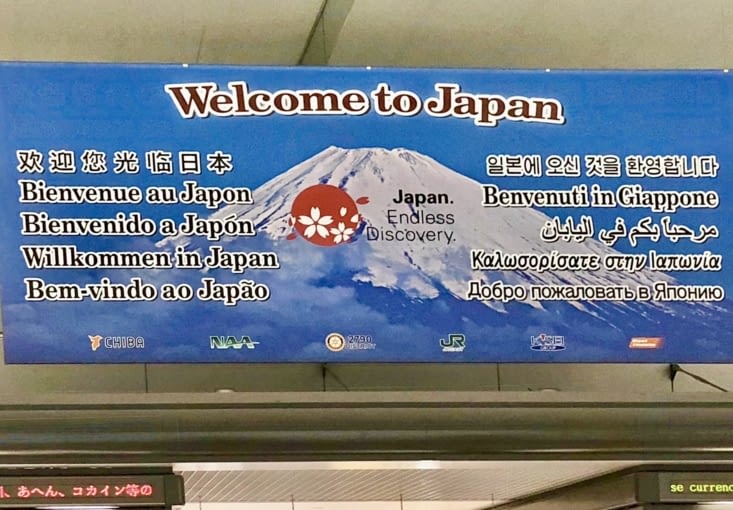 Welcome to Japan
欢迎您光临日本
Bienvenue au Japon
Bienvenido a Japón
Willkommen in Japan
Bem-vindo ao Japão
Japan.
Endless
Discovery.
일본에 오신 것을 환영합니다
Benvenuti in Giappone
مرحباً بكم في اليابان
Καλωσορίσατε στην Ιαπωνία
Добро пожаловать в Японию
CHIBA
NAA
2790
JR
、あへん、コカイン等の
se currenc